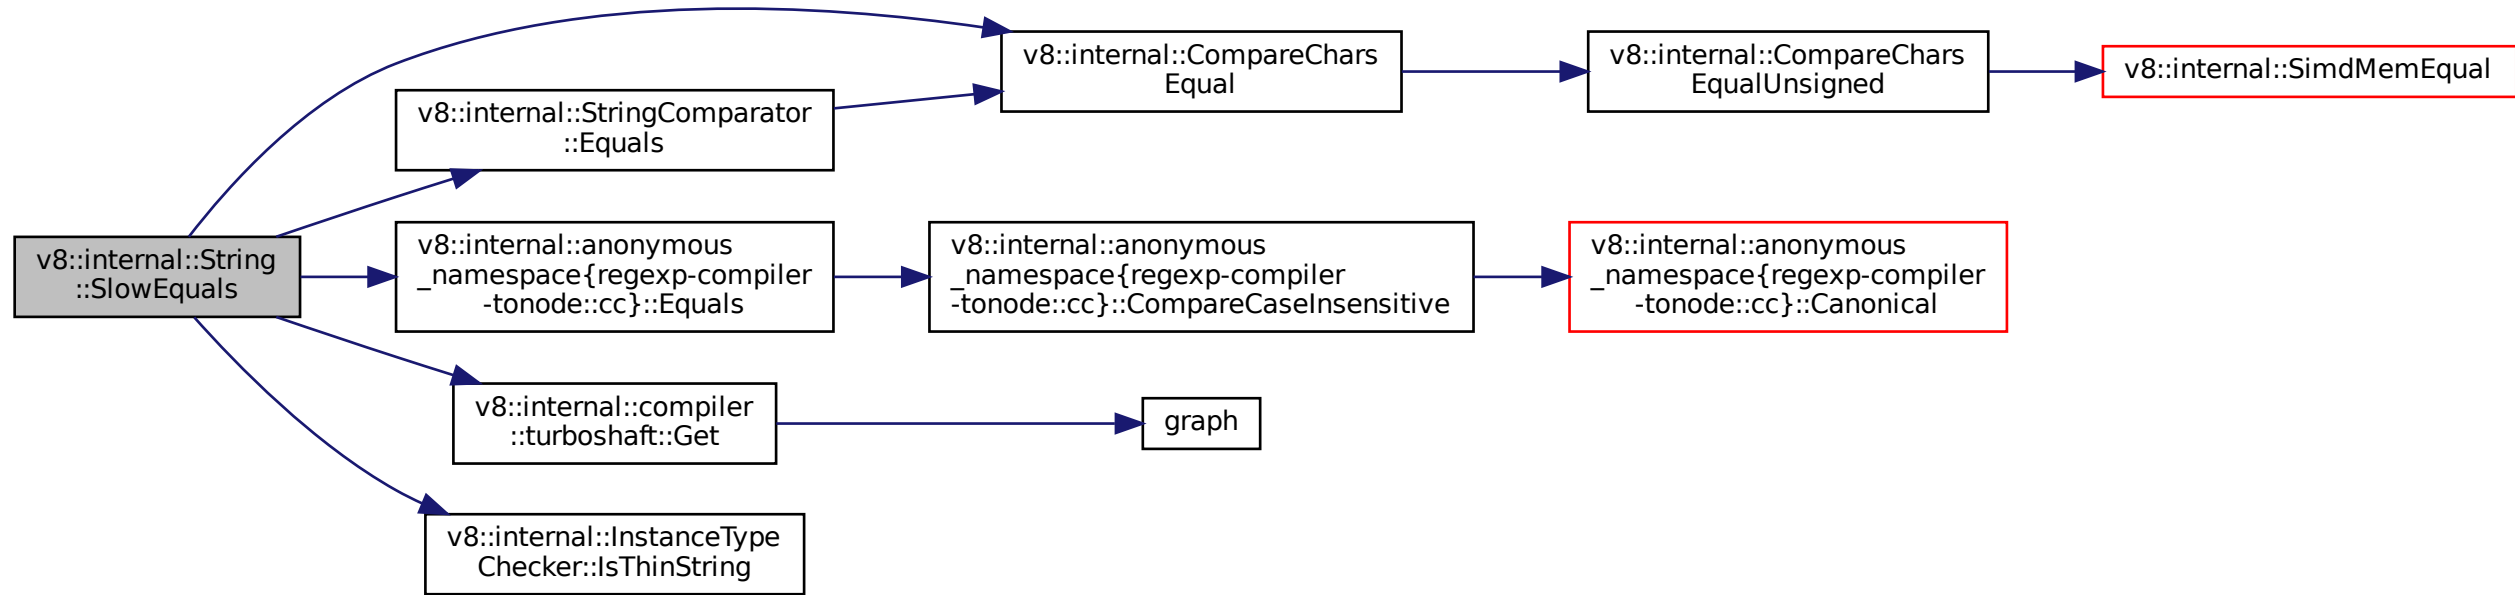 v8::internal::String
::SlowEquals
v8::internal::CompareChars
Equal
v8::internal::CompareChars
EqualUnsigned
v8::internal::SimdMemEqual
v8::internal::StringComparator
::Equals
v8::internal::anonymous
_namespace{regexp-compiler
-tonode::cc}::Equals
v8::internal::anonymous
_namespace{regexp-compiler
-tonode::cc}::CompareCaseInsensitive
v8::internal::anonymous
_namespace{regexp-compiler
-tonode::cc}::Canonical
v8::internal::compiler
::turboshaft::Get
graph
v8::internal::InstanceType
Checker::IsThinString